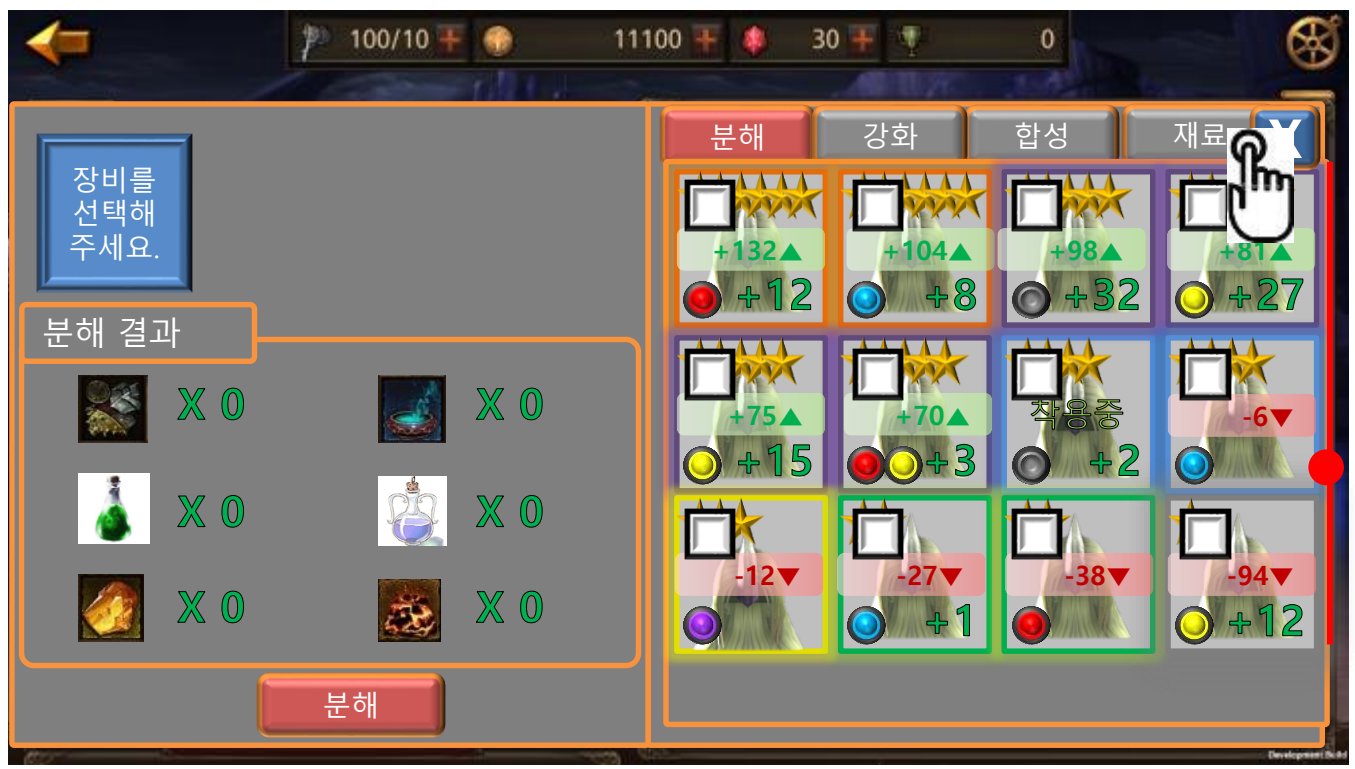 100/10 11100 30 0
분해 강화 합성 재료 X
장비를
선택해
주세요.
+132▲ +104▲ +98▲ +81▲
+12 +8 +32 +27
분해 결과
X 0 X 0
+75▲ +70▲ 착용중 -6▼
+15 +3 +2
X 0 X 0
-12▼ -27▼ -38▼ -94▼
X 0 X 0
+1 +12
분해
Development Build